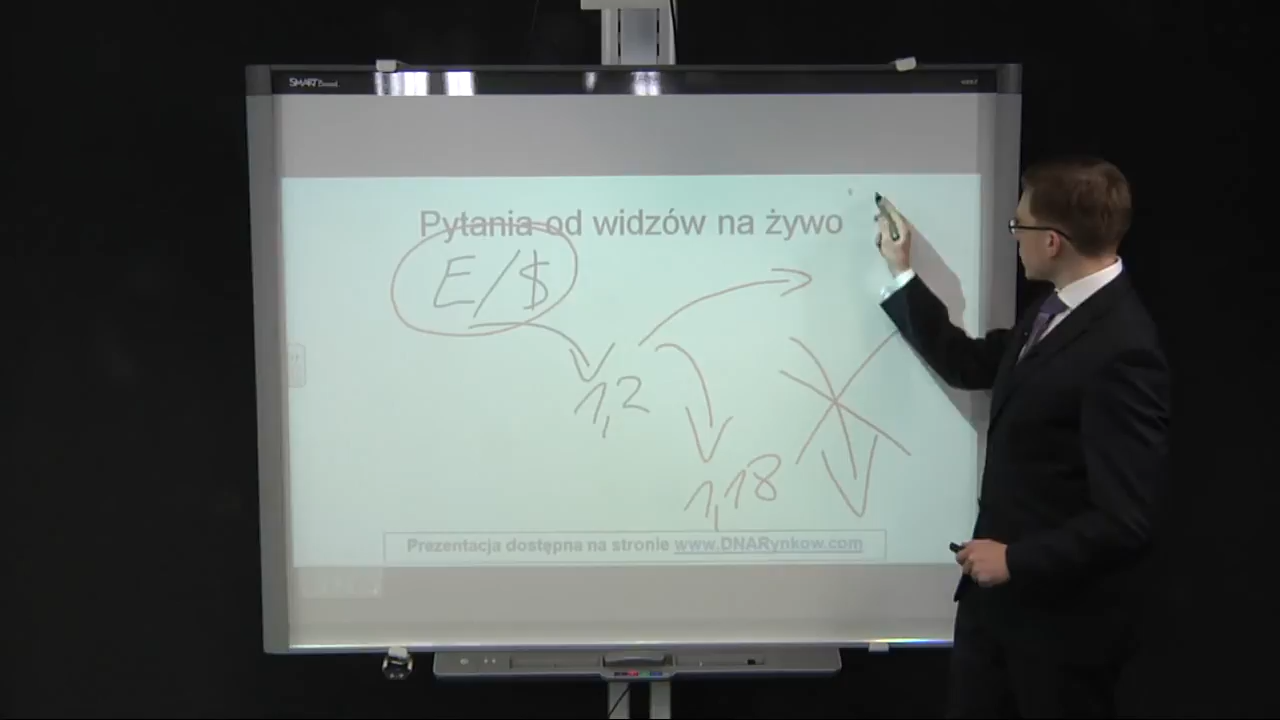 SMART Board
Pytania od widzów na żywo
E/$
1,2
1,18
Prezentacja dostępna na stronie www.DNARynkow.com